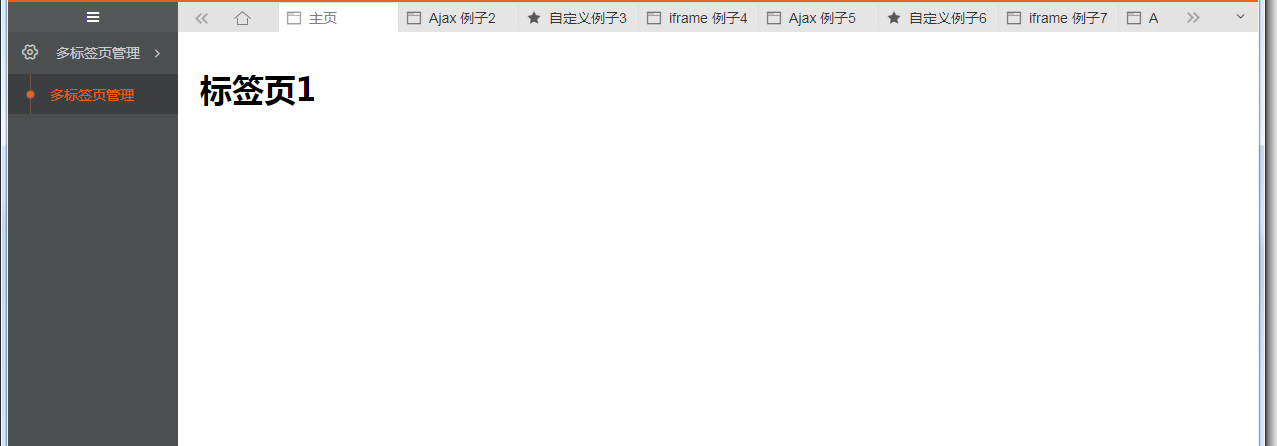 主页
Ajax 例子2
自定义例子3
iframe 例子4
Ajax 例子5
自定义例子6
iframe 例子7
A
多标签页管理
多标签页管理
标签页1